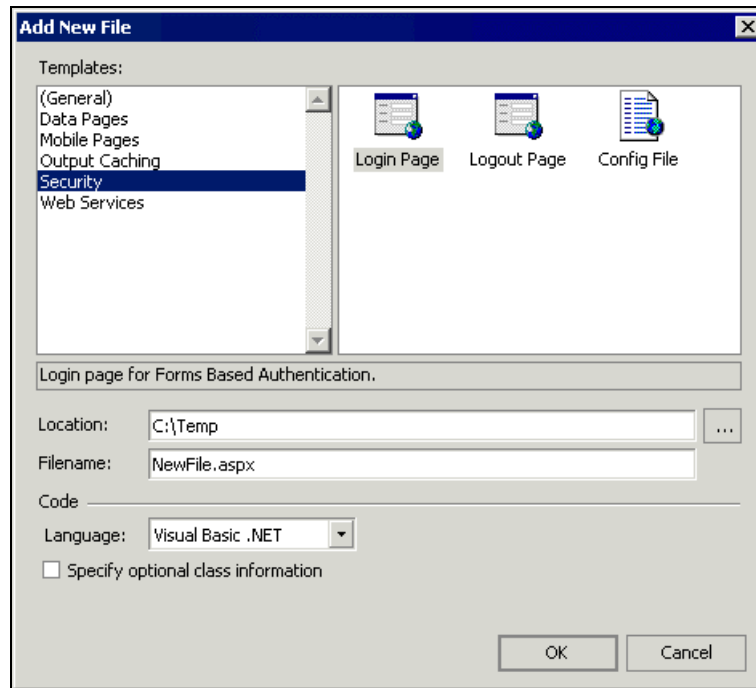 Add New File
Templates:
(General)
Data Pages
Mobile Pages
Output Caching
Security
Web Services
Login Page
Logout Page
Config File
Login page for Forms Based Authentication.
Location:
C:\Temp
...
Filename:
NewFile.aspx
Code
Language:
Visual Basic .NET
Specify optional class information
OK
Cancel